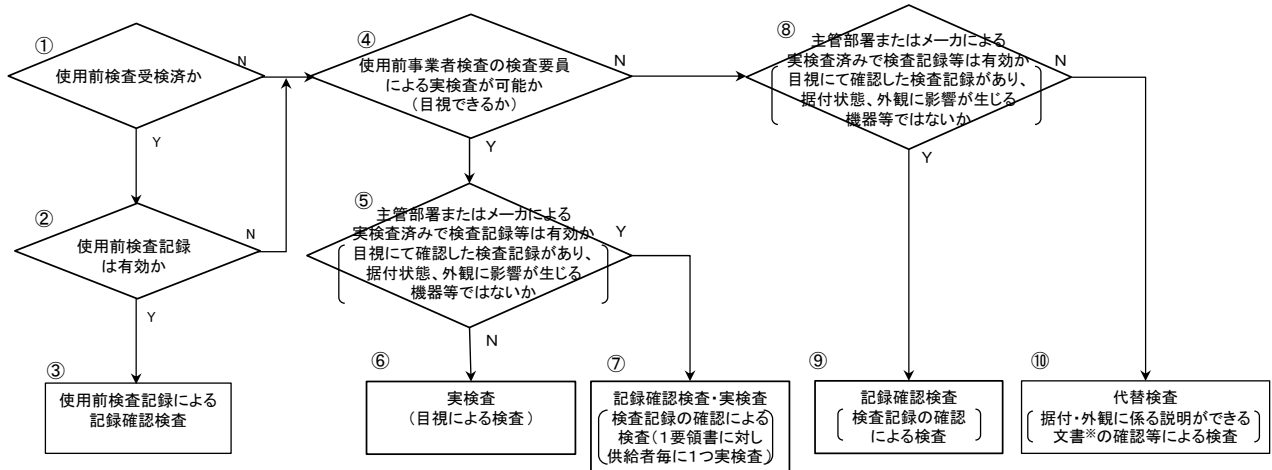 ①
使用前検査受検済か
N
Y
②
使用前検査記録
は有効か
N
Y
③
使用前検査記録による
記録確認検査
④
使用前事業者検査の検査要員
による実検査が可能か
(目視できるか)
N
Y
⑤
主管部署またはメーカによる
実検査済みで検査記録等は有効か
目視にて確認した検査記録があり、
据付状態、外観に影響が生じる
機器等ではないか
Y
N
⑥
実検査
(目視による検査)
⑦
記録確認検査・実検査
検査記録の確認による
検査(1要領書に対し
供給者毎に1つ実検査)
⑧
主管部署またはメーカによる
実検査済みで検査記録等は有効か
目視にて確認した検査記録があり、
据付状態、外観に影響が生じる
機器等ではないか
N
Y
⑨
記録確認検査
検査記録の確認
による検査
⑩
代替検査
据付・外観に係る説明ができる
文書※の確認等による検査